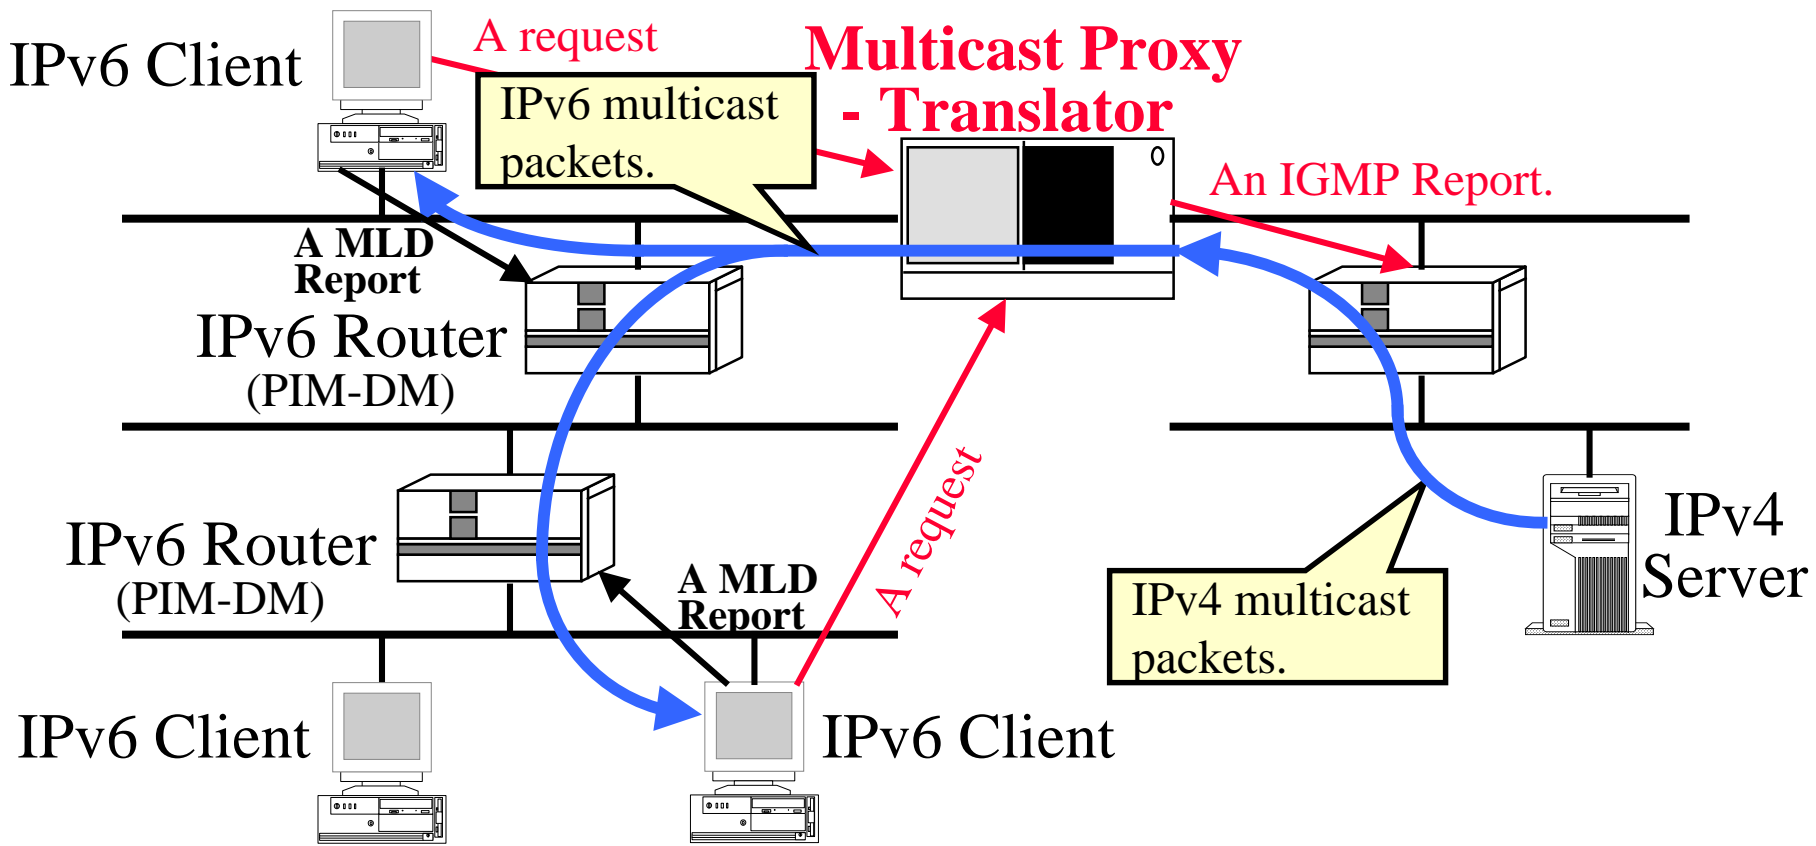 IPv6 Client
A request
Multicast Proxy
- Translator
IPv6 multicast
packets.
An IGMP Report.
A MLD
Report
IPv6 Router
(PIM-DM)
IPv6 Router
(PIM-DM)
A MLD
Report
A request
IPv4
Server
IPv4 multicast
packets.
IPv6 Client
IPv6 Client